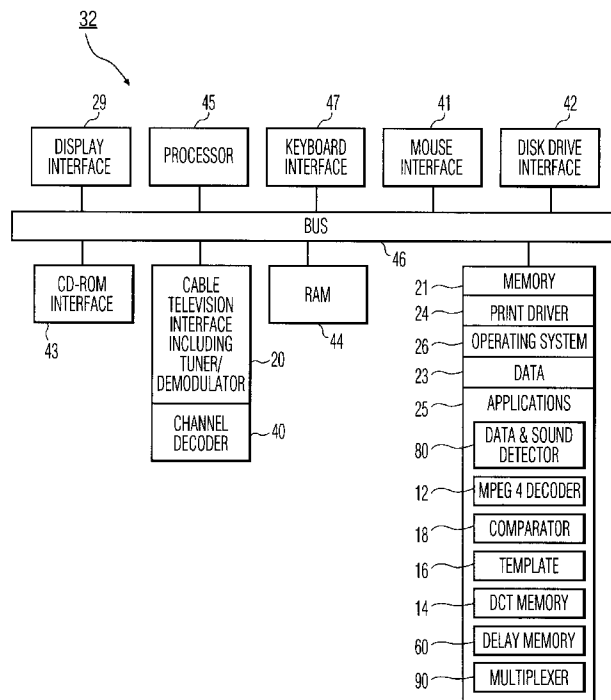 32
29
45
47
41
42
DISPLAY
INTERFACE
PROCESSOR
KEYBOARD
INTERFACE
MOUSE
INTERFACE
DISK DRIVE
INTERFACE
BUS
46
CD-ROM
INTERFACE
43
CABLE
TELEVISION
INTERFACE
INCLUDING
TUNER/
DEMODULATOR
20
CHANNEL
DECODER
40
RAM
44
21 MEMORY
24 PRINT DRIVER
26 OPERATING SYSTEM
23 DATA
25 APPLICATIONS
80 DATA & SOUND
DETECTOR
12 MPEG 4 DECODER
18 COMPARATOR
16 TEMPLATE
14 DCT MEMORY
60 DELAY MEMORY
90 MULTIPLEXER